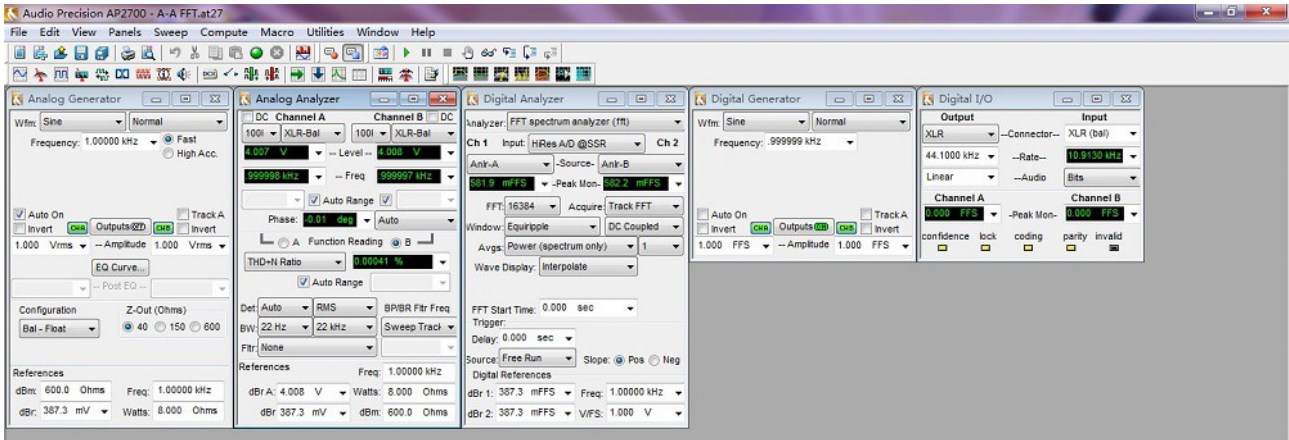 Audio Precision AP2700 - A-A FFT.at27
File Edit View Panels Sweep Compute Macro Utilities Window Help
Analog Generator
Wfm: Sine Normal
Frequency: 1.00000 kHz Fast
High Acc.
Auto On Track A
Invert CHA Outputs CHB Invert
1.000 Vrms --Amplitude 1.000 Vrms
EQ Curve...
-- Post EQ --
Configuration Z-Out (Ohms)
Bal - Float 40 150 600
References
dBm: 600.0 Ohms Freq: 1.00000 kHz
dBr: 387.3 mV Watts: 8.000 Ohms
Analog Analyzer
DC Channel A Channel B DC
100k XLR-Bal 100k XLR-Bal
4.007 V -- Level -- 4.008 V
.999998 kHz -- Freq .999997 kHz
Auto Range
Phase: -0.01 deg Auto
A Function Reading B
THD+N Ratio 0.00041 %
Auto Range
Det: Auto RMS BP/BR Fltr Freq
BW: 22 Hz 22 kHz Sweep Track
Fltr: None
References Freq: 1.00000 kHz
dBr A: 4.008 V Watts: 8.000 Ohms
dBr 387.3 mV dBm: 600.0 Ohms
Digital Analyzer
Analyzer: FFT spectrum analyzer (fft)
Ch 1 Input: HiRes A/D @SSR Ch 2
Anlr-A -Source- Anlr-B
581.9 mFFS -Peak Mon- 582.2 mFFS
FFT: 16384 Acquire: Track FFT
Window: Equiripple DC Coupled
Avgs: Power (spectrum only) 1
Wave Display: Interpolate
FFT Start Time: 0.000 sec
Trigger:
Delay: 0.000 sec
Source: Free Run Slope: Pos Neg
Digital References
dBr 1: 387.3 mFFS Freq: 1.00000 kHz
dBr 2: 387.3 mFFS V/FS: 1.000 V
Digital Generator
Wfm: Sine Normal
Frequency: .999999 kHz
Auto On Track A
Invert CHA Outputs CHB Invert
1.000 FFS --Amplitude 1.000 FFS
Digital I/O
Output Input
XLR --Connector-- XLR (bal)
44.1000 kHz --Rate-- 10.9130 kHz
Linear --Audio Bits
Channel A Channel B
0.000 FFS -Peak Mon- 0.000 FFS
confidence lock coding parity invalid